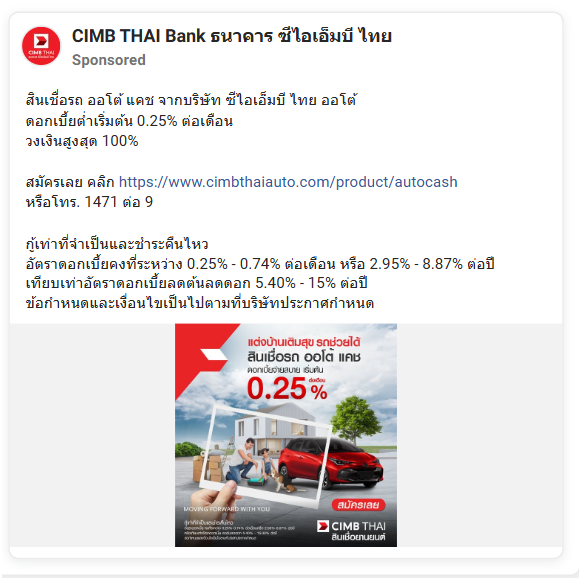 CIMB THAI Bank ธนาคาร ซีไอเอ็มบี ไทย
Sponsored
สินเชื่อรถ ออโต้ แคช จากบริษัท ซีไอเอ็มบี ไทย ออโต้
ดอกเบี้ยต่ำเริ่มต้น 0.25% ต่อเดือน
วงเงินสูงสุด 100%
สมัครเลย คลิก https://www.cimbthaiauto.com/product/autocash
หรือโทร. 1471 ต่อ 9
กู้เท่าที่จำเป็นและชำระคืนไหว
อัตราดอกเบี้ยคงที่ระหว่าง 0.25% - 0.74% ต่อเดือน หรือ 2.95% - 8.87% ต่อปี
เทียบเท่าอัตราดอกเบี้ยลดต้นลดดอก 5.40% - 15% ต่อปี
ข้อกำหนดและเงื่อนไขเป็นไปตามที่บริษัทประกาศกำหนด
แต่งบ้านเติมสุข รถช่วยได้
สินเชื่อรถ ออโต้ แคช
ดอกเบี้ยจ่ายสบาย เริ่มต้น
0.25% ต่อเดือน
สมัครเลย
MOVING FORWARD WITH YOU
CIMB THAI
สินเชื่อยานยนต์